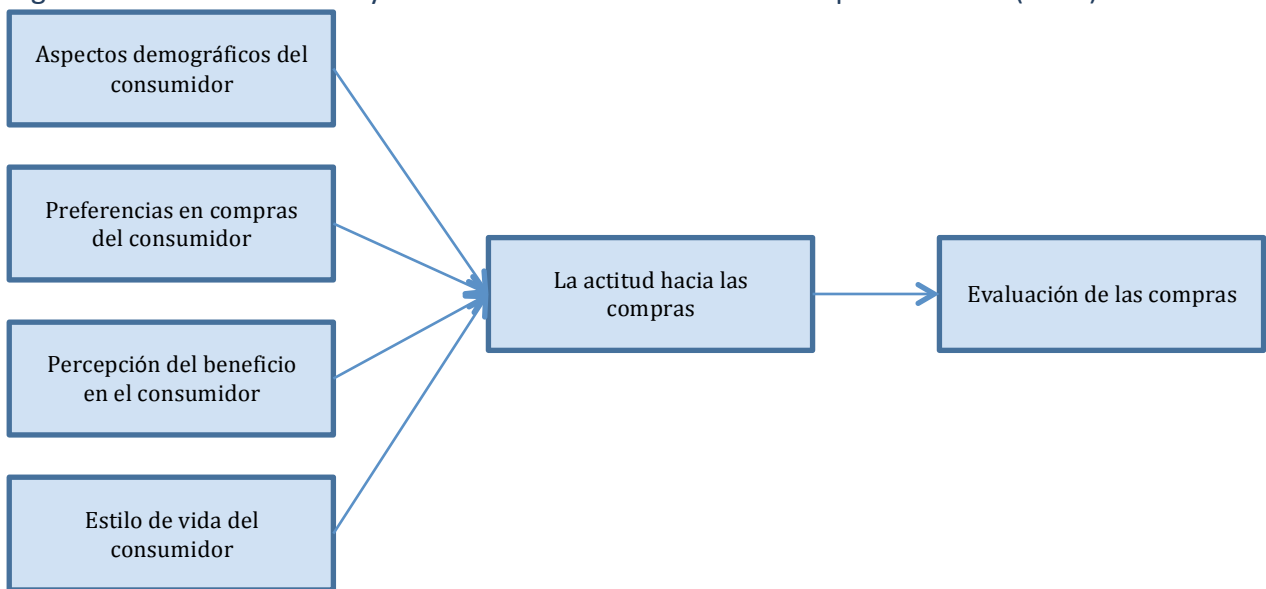 Aspectos demográficos del
consumidor
Preferencias en compras
del consumidor
Percepción del beneficio
en el consumidor
Estilo de vida del
consumidor
La actitud hacia las
compras
Evaluación de las compras